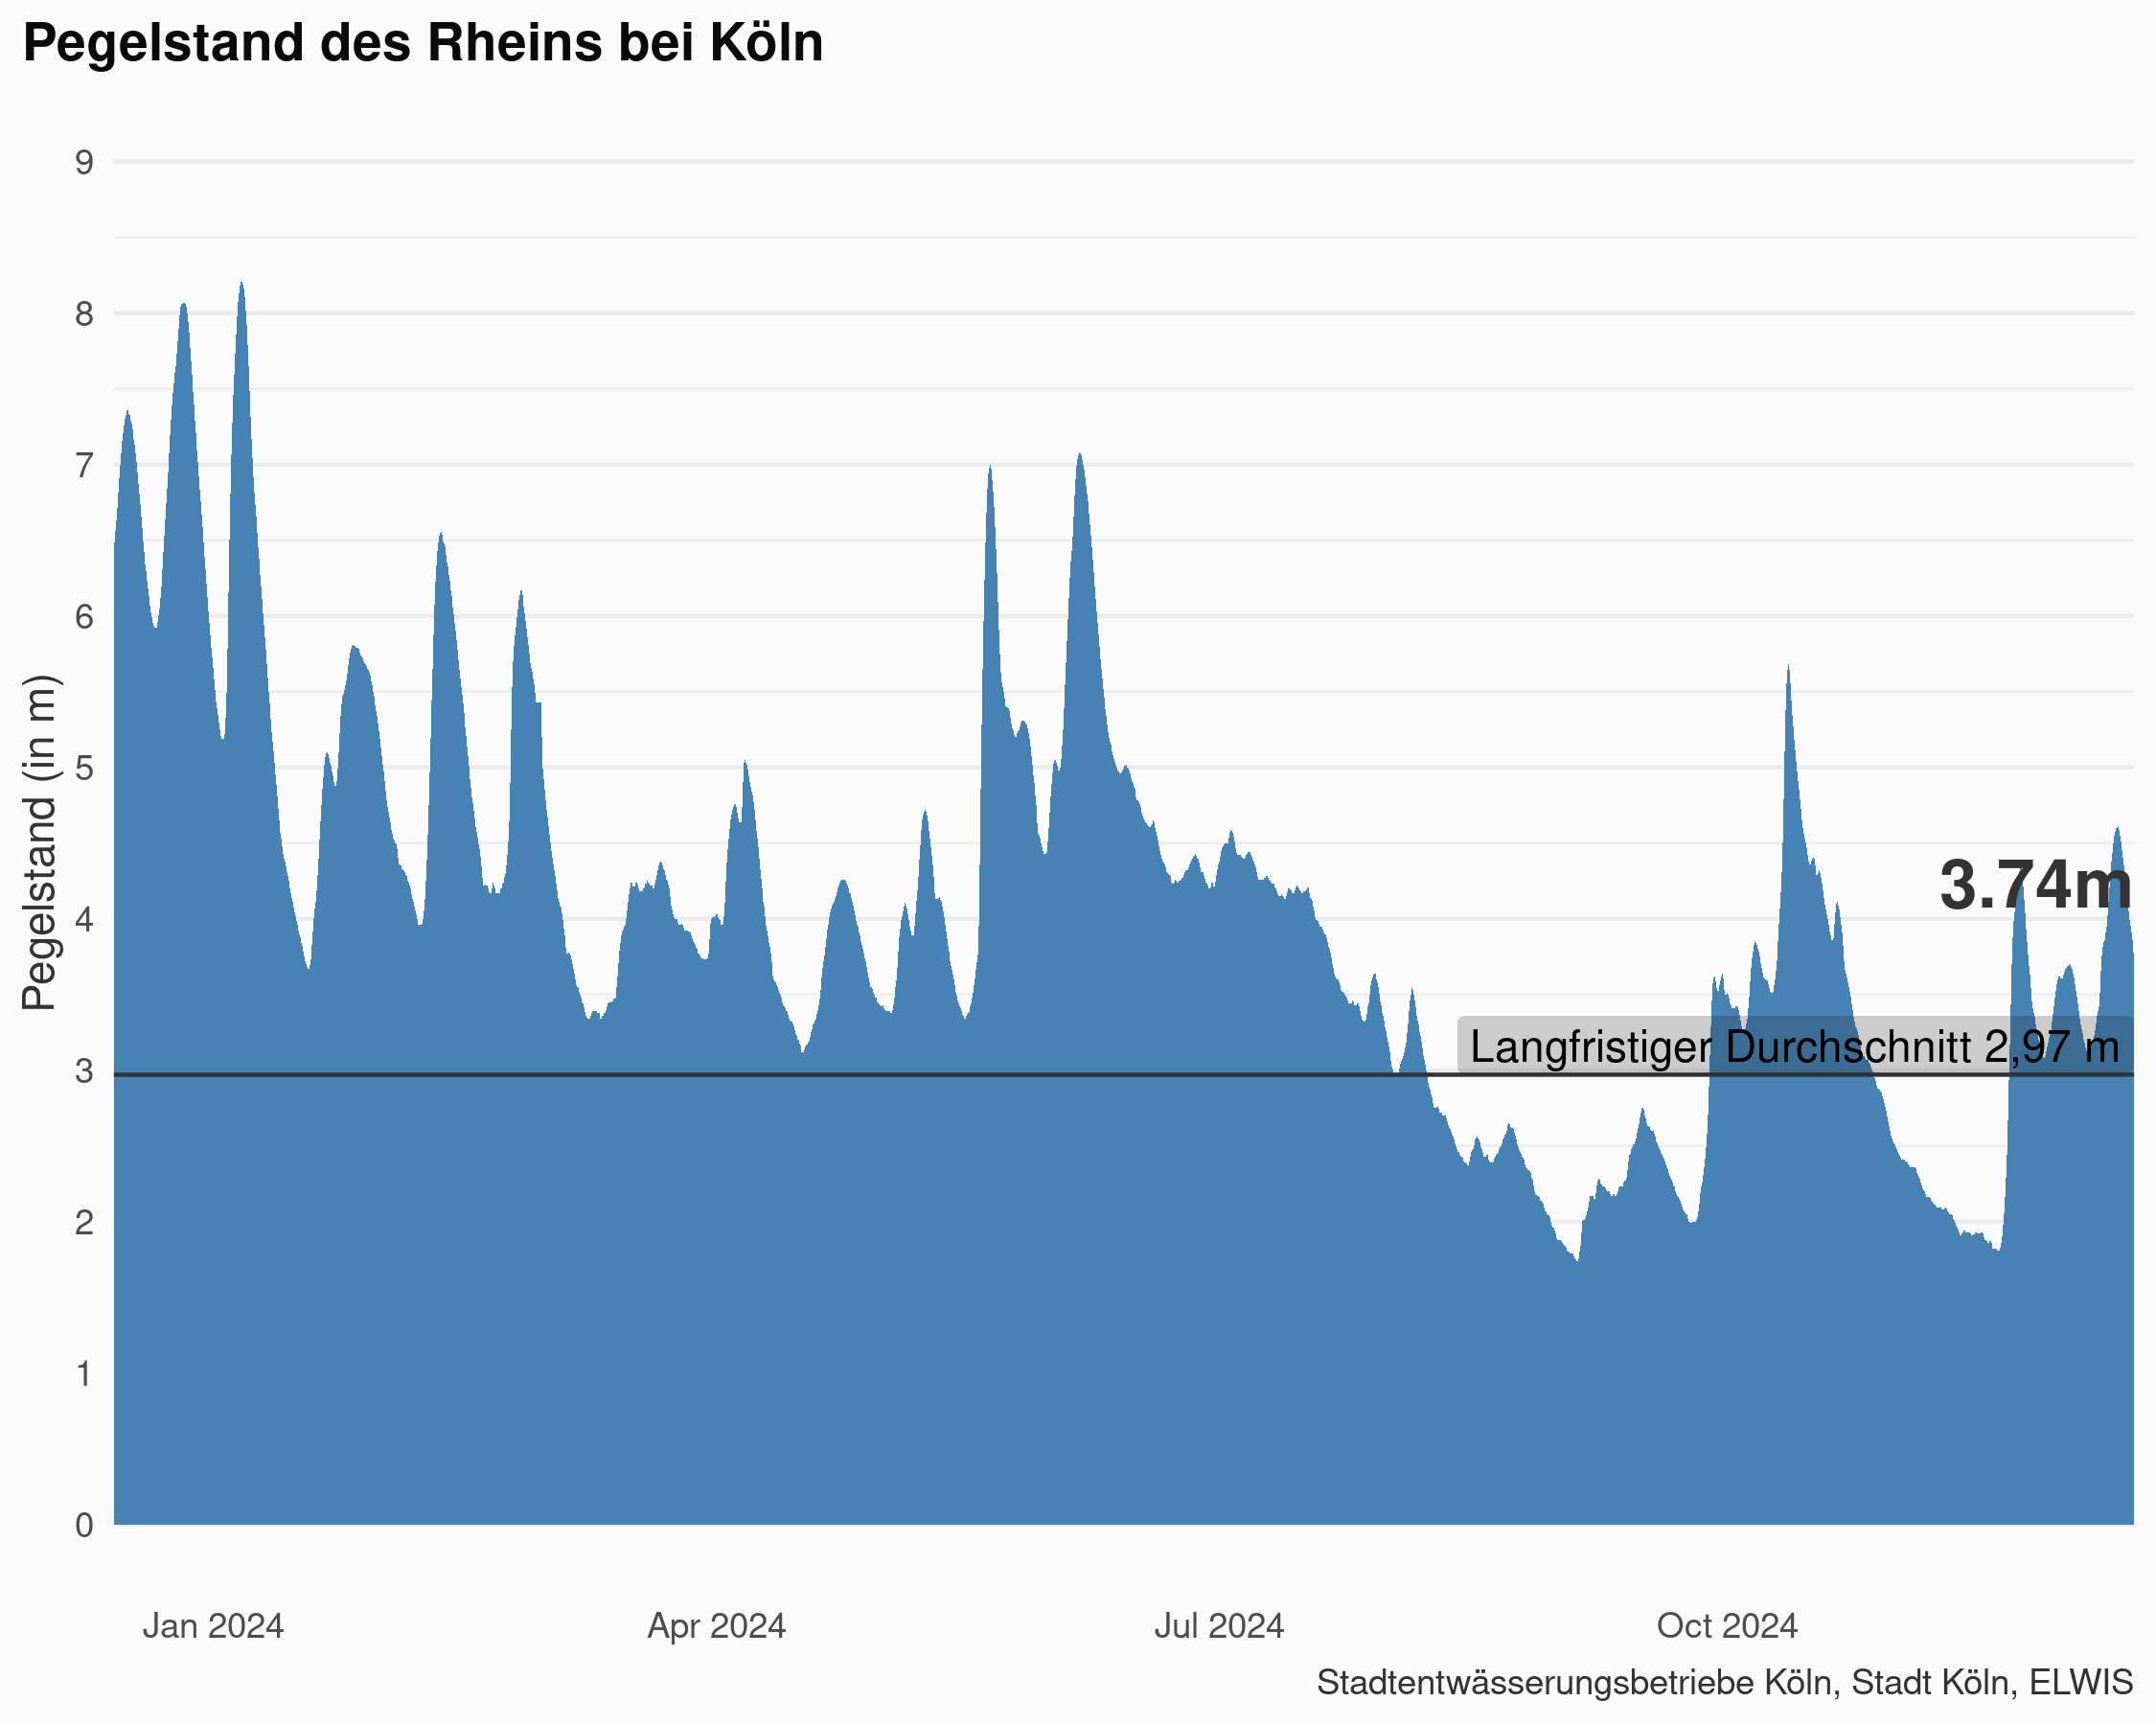 Pegelstand des Rheins bei Köln
Pegelstand (in m)
9
8
7
6
5
4
3
2
1
0
3.74m
Langfristiger Durchschnitt 2,97 m
Jan 2024
Apr 2024
Jul 2024
Oct 2024
Stadtentwässerungsbetriebe Köln, Stadt Köln, ELWIS